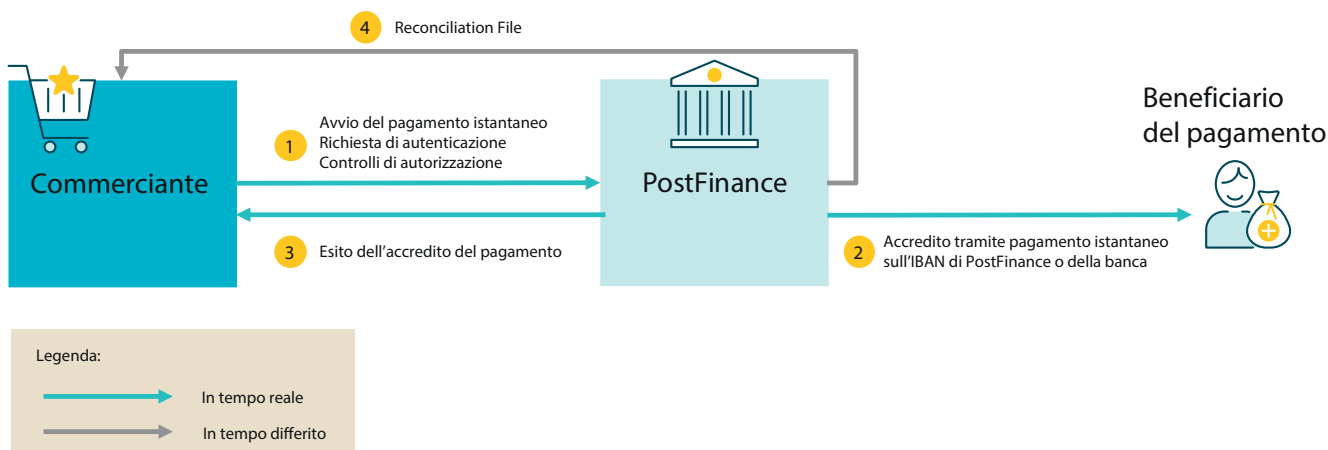 4
Reconciliation File
Commerciante
1
Avvio del pagamento istantaneo
Richiesta di autenticazione
Controlli di autorizzazione
PostFinance
Beneficiario
del pagamento
3
Esito dell’accredito del pagamento
2
Accredito tramite pagamento istantaneo
sull’IBAN di PostFinance o della banca
Legenda:
In tempo reale
In tempo differito